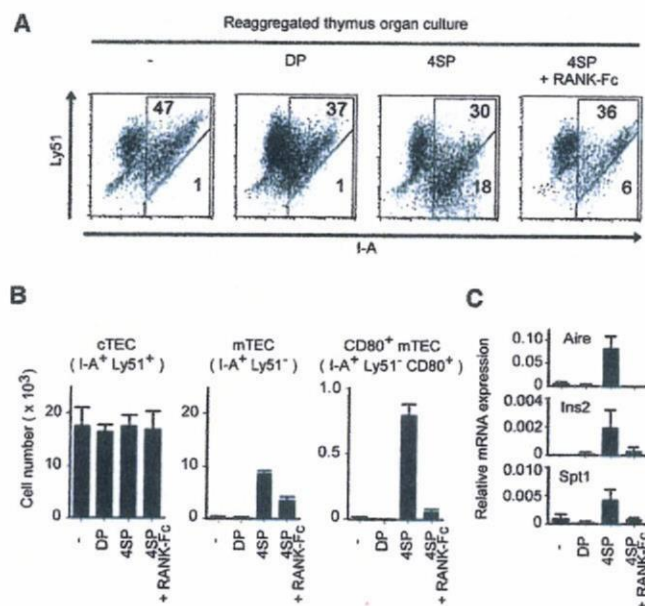 A
Reaggregated thymus organ culture
- DP 4SP 4SP
+ RANK-Fc
47 37 30 36
1 1 18 6
Ly51
I-A
B
cTEC
( I-A+ Ly51+ )
mTEC
( I-A+ Ly51- )
CD80+ mTEC
( I-A+ Ly51- CD80+ )
Cell number ( x 10³)
20
10
0
20
10
0
1.0
0.5
0
- DP 4SP 4SP + RANK-Fc
- DP 4SP 4SP + RANK-Fc
- DP 4SP 4SP + RANK-Fc
C
Relative mRNA expression
Aire
0.10
0.05
0
Ins2
0.004
0.002
0
Spt1
0.010
0.005
0
- DP 4SP 4SP + RANK-Fc